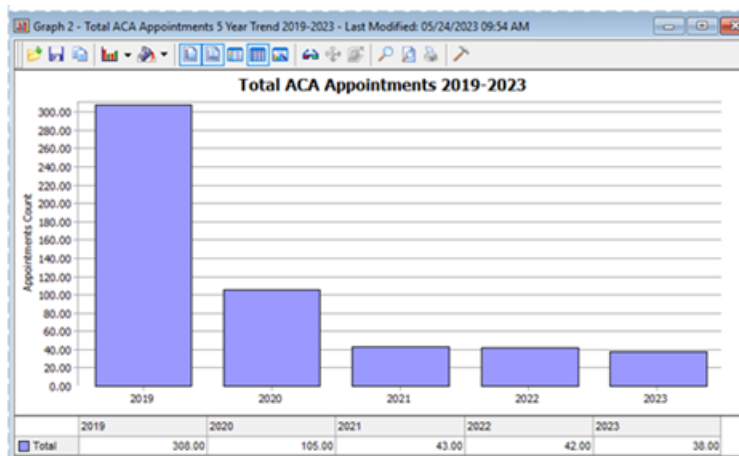 Graph 2 - Total ACA Appointments 5 Year Trend 2019-2023 - Last Modified: 05/24/2023 09:54 AM
Total ACA Appointments 2019-2023
Appointments Count
300.00
280.00
260.00
240.00
220.00
200.00
180.00
160.00
140.00
120.00
100.00
80.00
60.00
40.00
20.00
0.00
2019 2020 2021 2022 2023
2019 2020 2021 2022 2023
Total 308.00 105.00 43.00 42.00 38.00